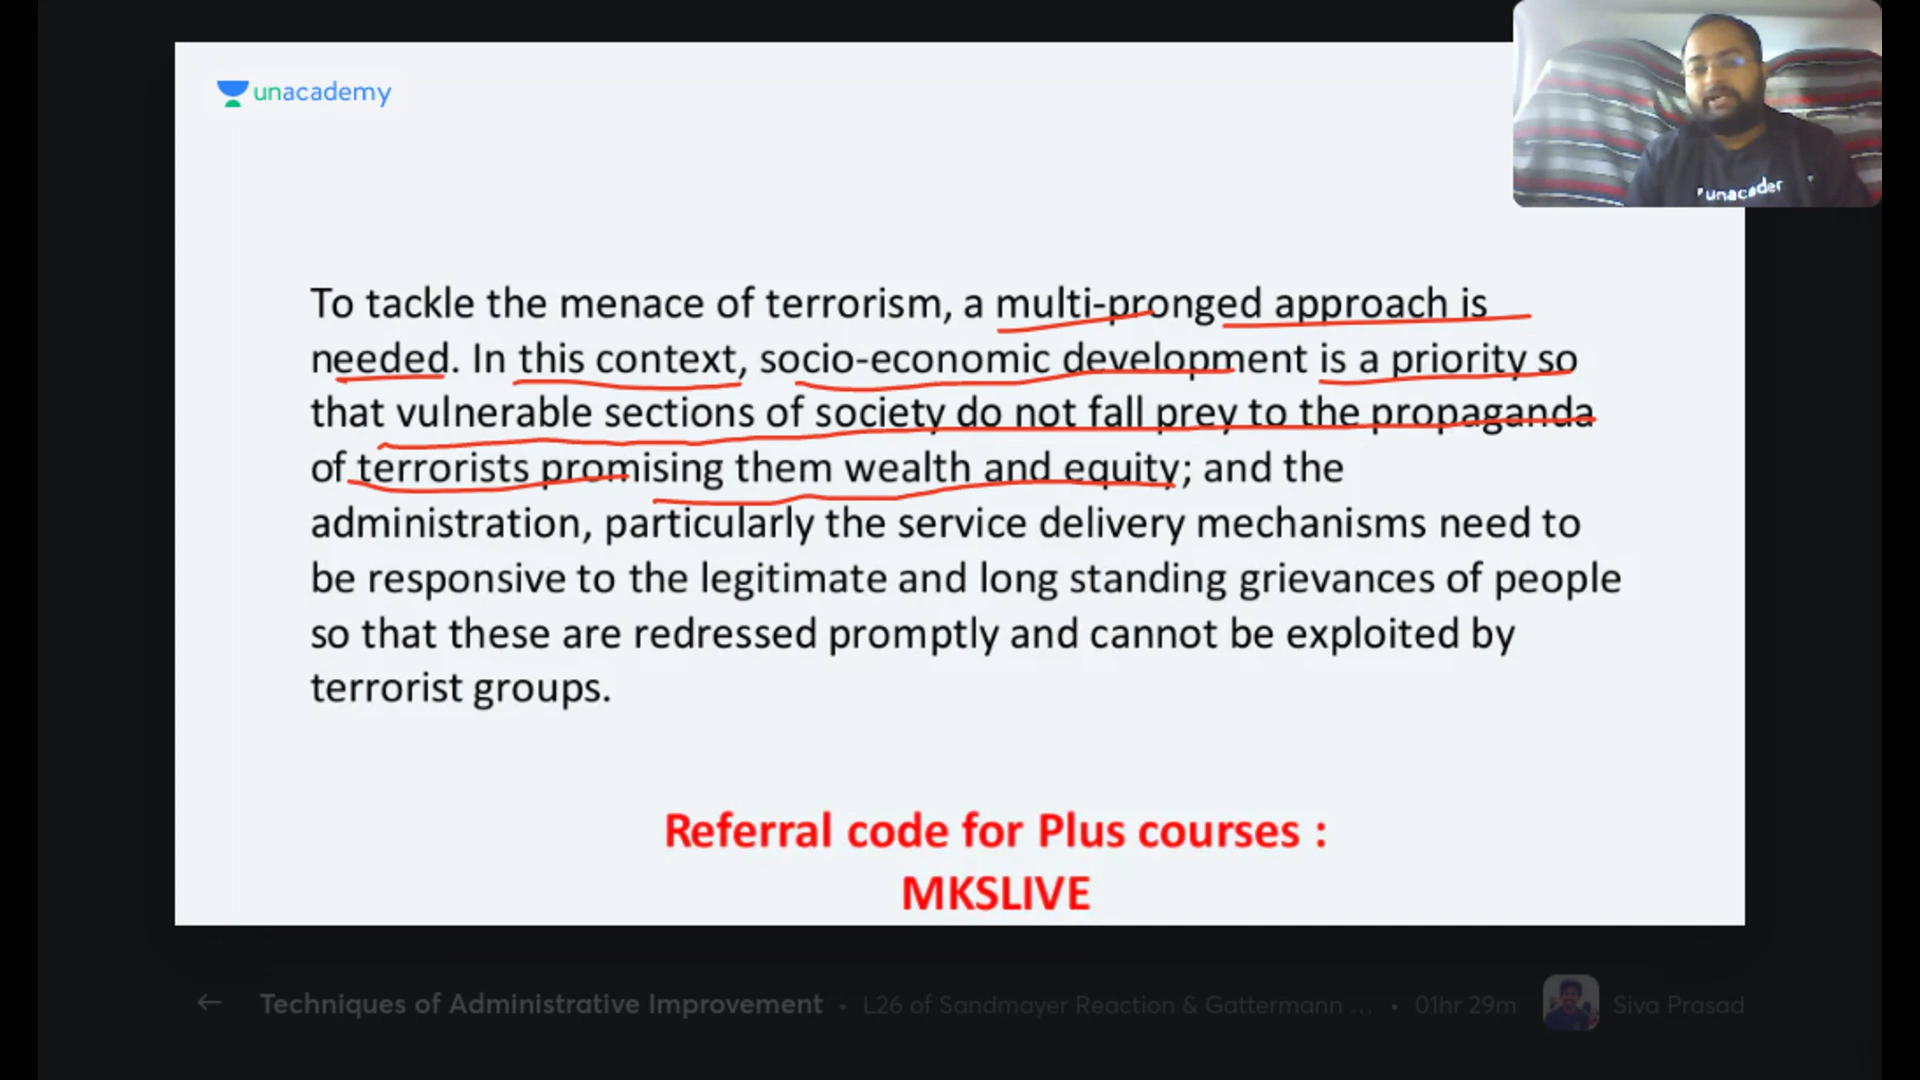 unacademy
unacader
To tackle the menace of terrorism, a multi-pronged approach is
needed. In this context, socio-economic development is a priority so
that vulnerable sections of society do not fall prey to the propaganda
of terrorists promising them wealth and equity; and the
administration, particularly the service delivery mechanisms need to
be responsive to the legitimate and long standing grievances of people
so that these are redressed promptly and cannot be exploited by
terrorist groups.
Referral code for Plus courses :
MKSLIVE
← Techniques of Administrative Improvement • L26 of Sandmayer Reaction & Gattermann ... • 01hr 29m Siva Prasad